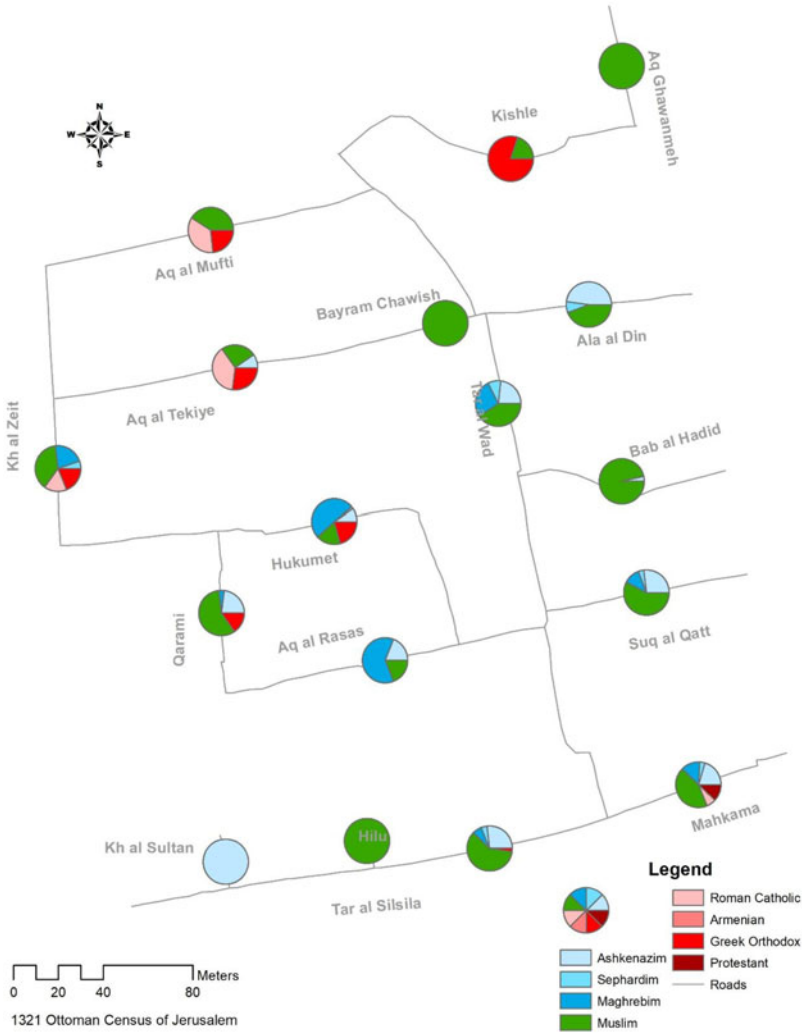 N
W E
S
Aq Ghawanmeh
Kishle
Aq al Mufti
Bayram Chawish
Ala al Din
Aq al Tekiye
Kh al Zeit
Bab al Hadid
Hukumet
Qarami
Aq al Rasas
Suq al Qatt
Mahkama
Hilu
Kh al Sultan
Tar al Silsila
Legend
Ashkenazim
Sephardim
Maghrebim
Muslim
Roman Catholic
Armenian
Greek Orthodox
Protestant
Roads
Meters
0 20 40 80
1321 Ottoman Census of Jerusalem